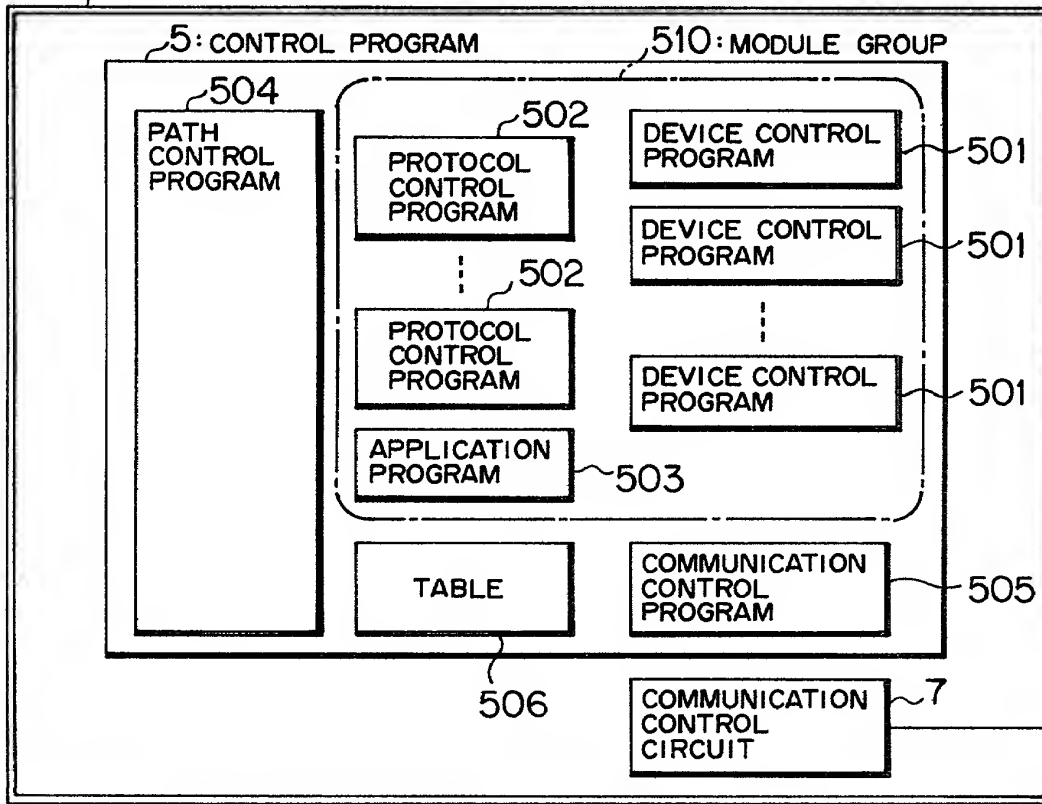 5: CONTROL PROGRAM
510: MODULE GROUP
504
PATH
CONTROL
PROGRAM
502
PROTOCOL
CONTROL
PROGRAM
502
PROTOCOL
CONTROL
PROGRAM
APPLICATION
PROGRAM
503
DEVICE CONTROL
PROGRAM
501
DEVICE CONTROL
PROGRAM
501
DEVICE CONTROL
PROGRAM
501
TABLE
506
COMMUNICATION
CONTROL
PROGRAM
505
COMMUNICATION
CONTROL
CIRCUIT
7